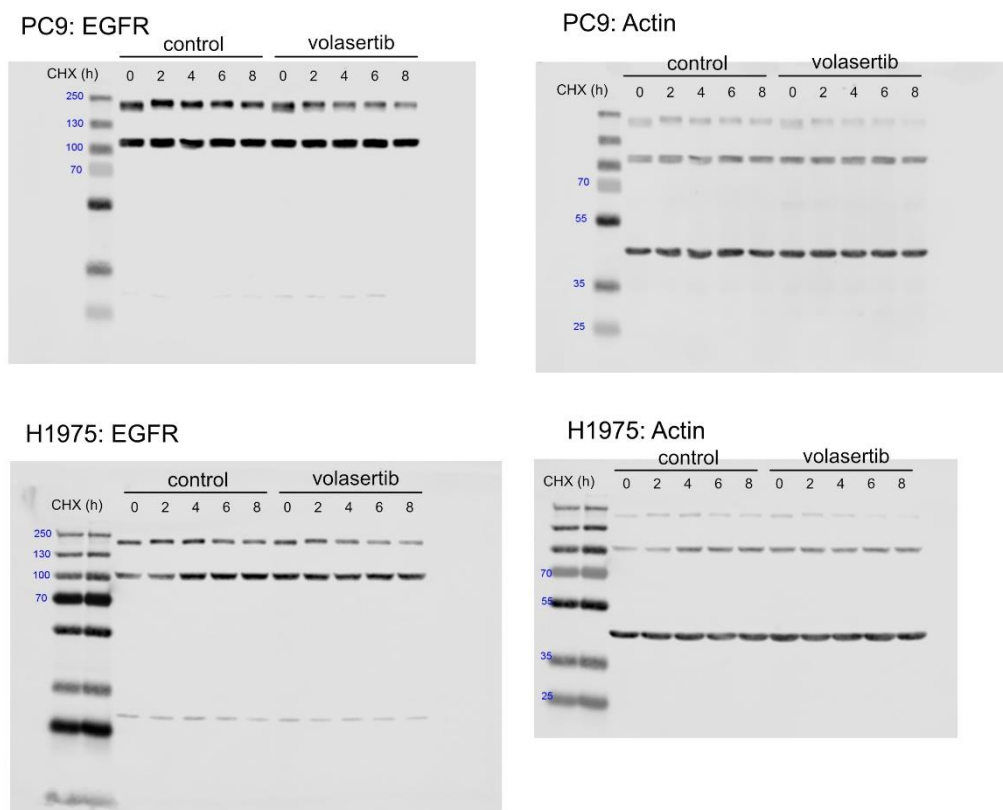 PC9: EGFR
control volasertib
CHX (h) 0 2 4 6 8 0 2 4 6 8
250
130
100
70
PC9: Actin
control volasertib
CHX (h) 0 2 4 6 8 0 2 4 6 8
70
55
35
25
H1975: EGFR
control volasertib
CHX (h) 0 2 4 6 8 0 2 4 6 8
250
130
100
70
H1975: Actin
control volasertib
CHX (h) 0 2 4 6 8 0 2 4 6 8
70
55
35
25